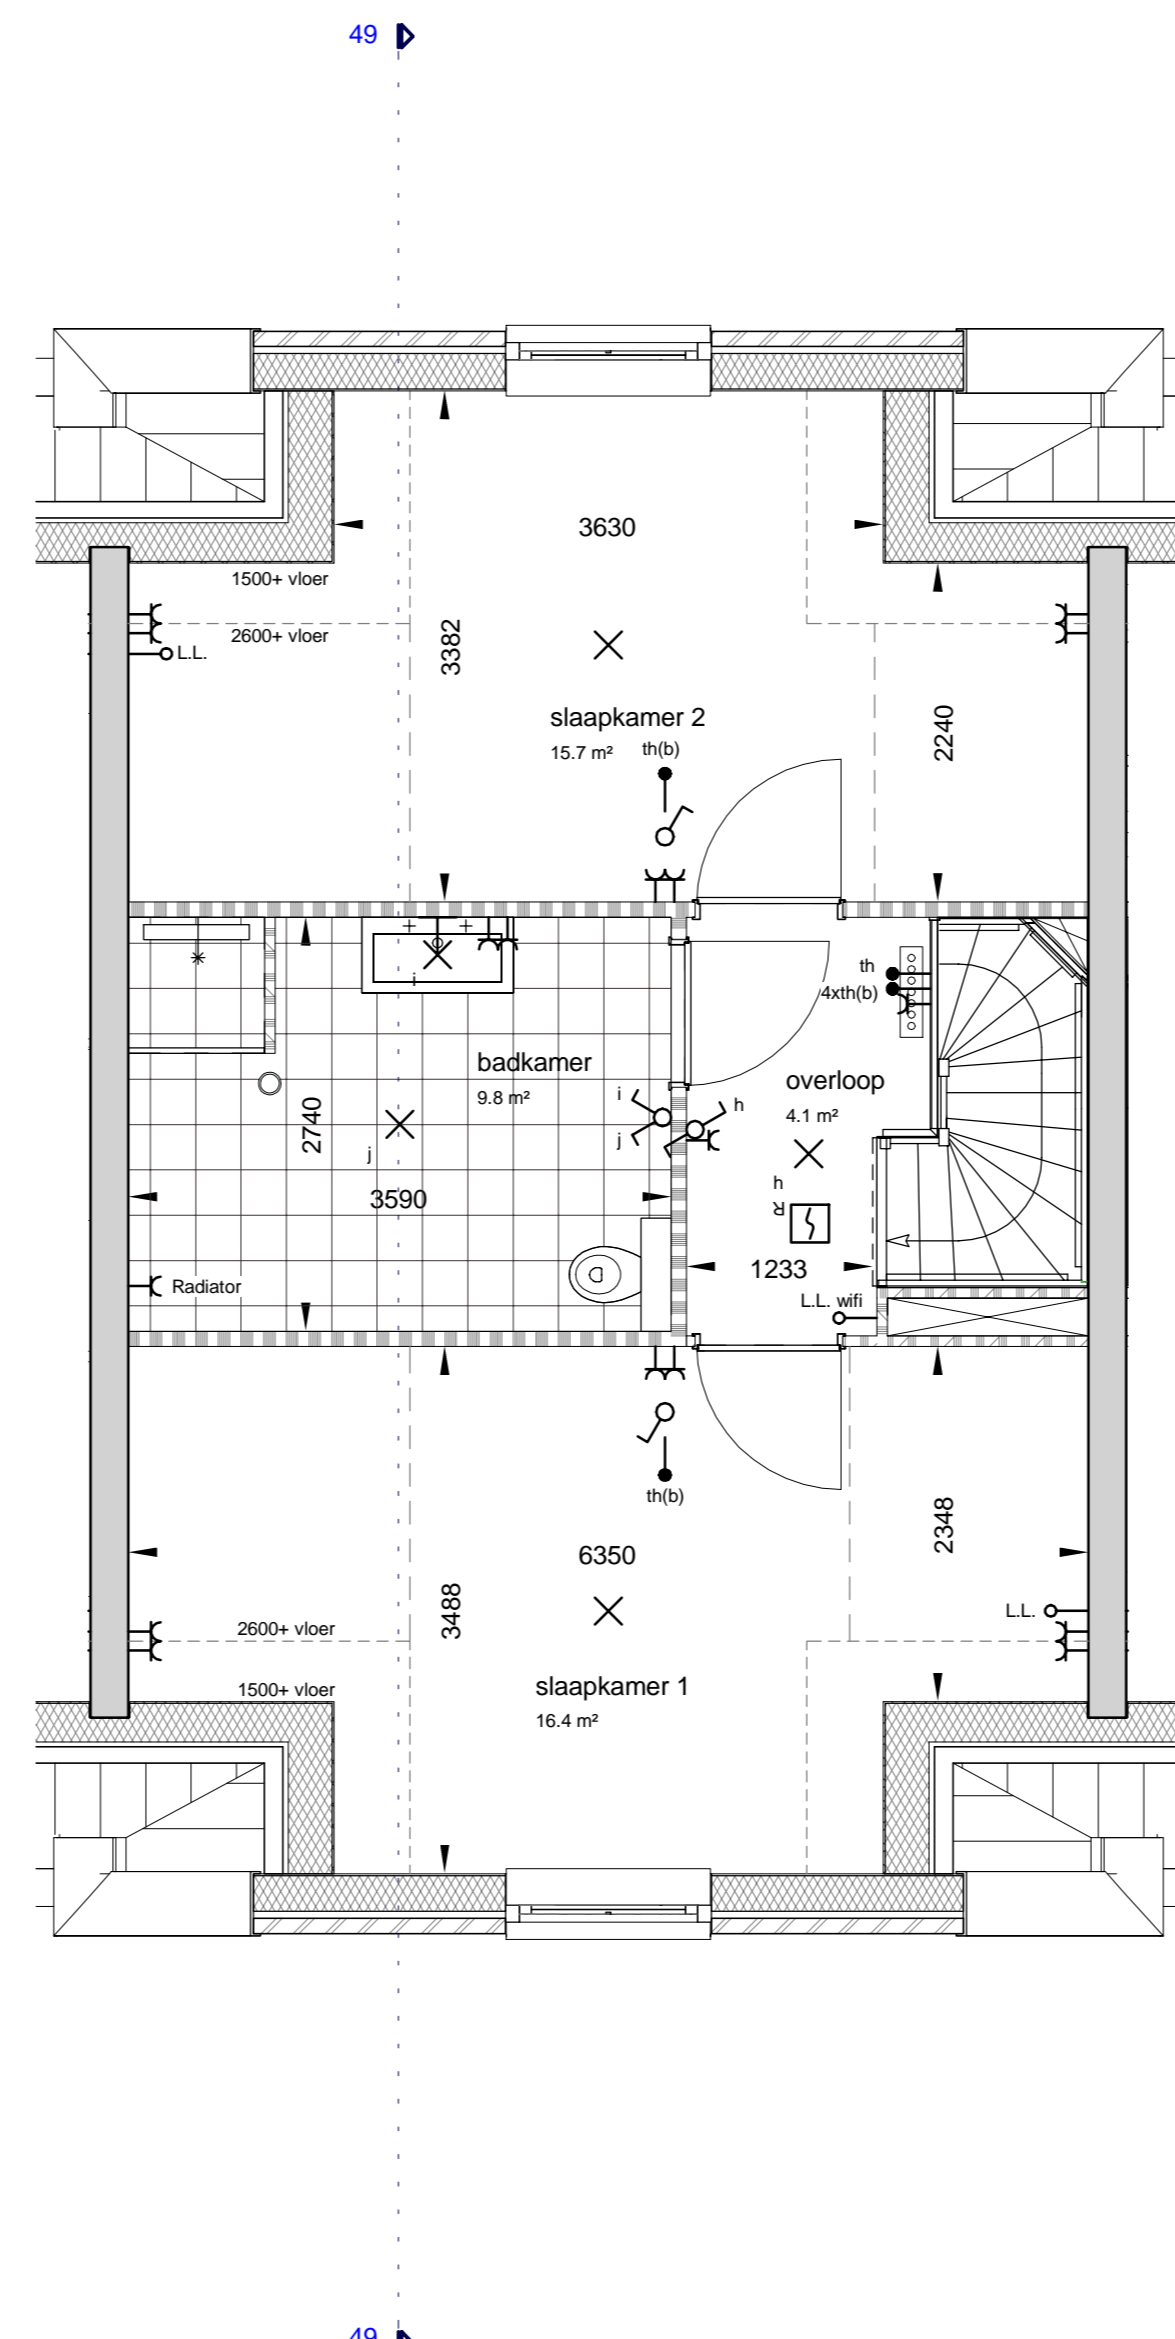 49
3630
1500+ vloer
2600+ vloer
L.L.
3382
slaapkamer 2
15.7 m²
th(b)
2240
i
th
4xth(b)
badkamer
9.8 m²
overloop
4.1 m²
i
j
h
2740
j
3590
h
R
1233
Radiator
L.L. wifi
th(b)
2348
6350
3488
L.L.
2600+ vloer
1500+ vloer
slaapkamer 1
16.4 m²
49